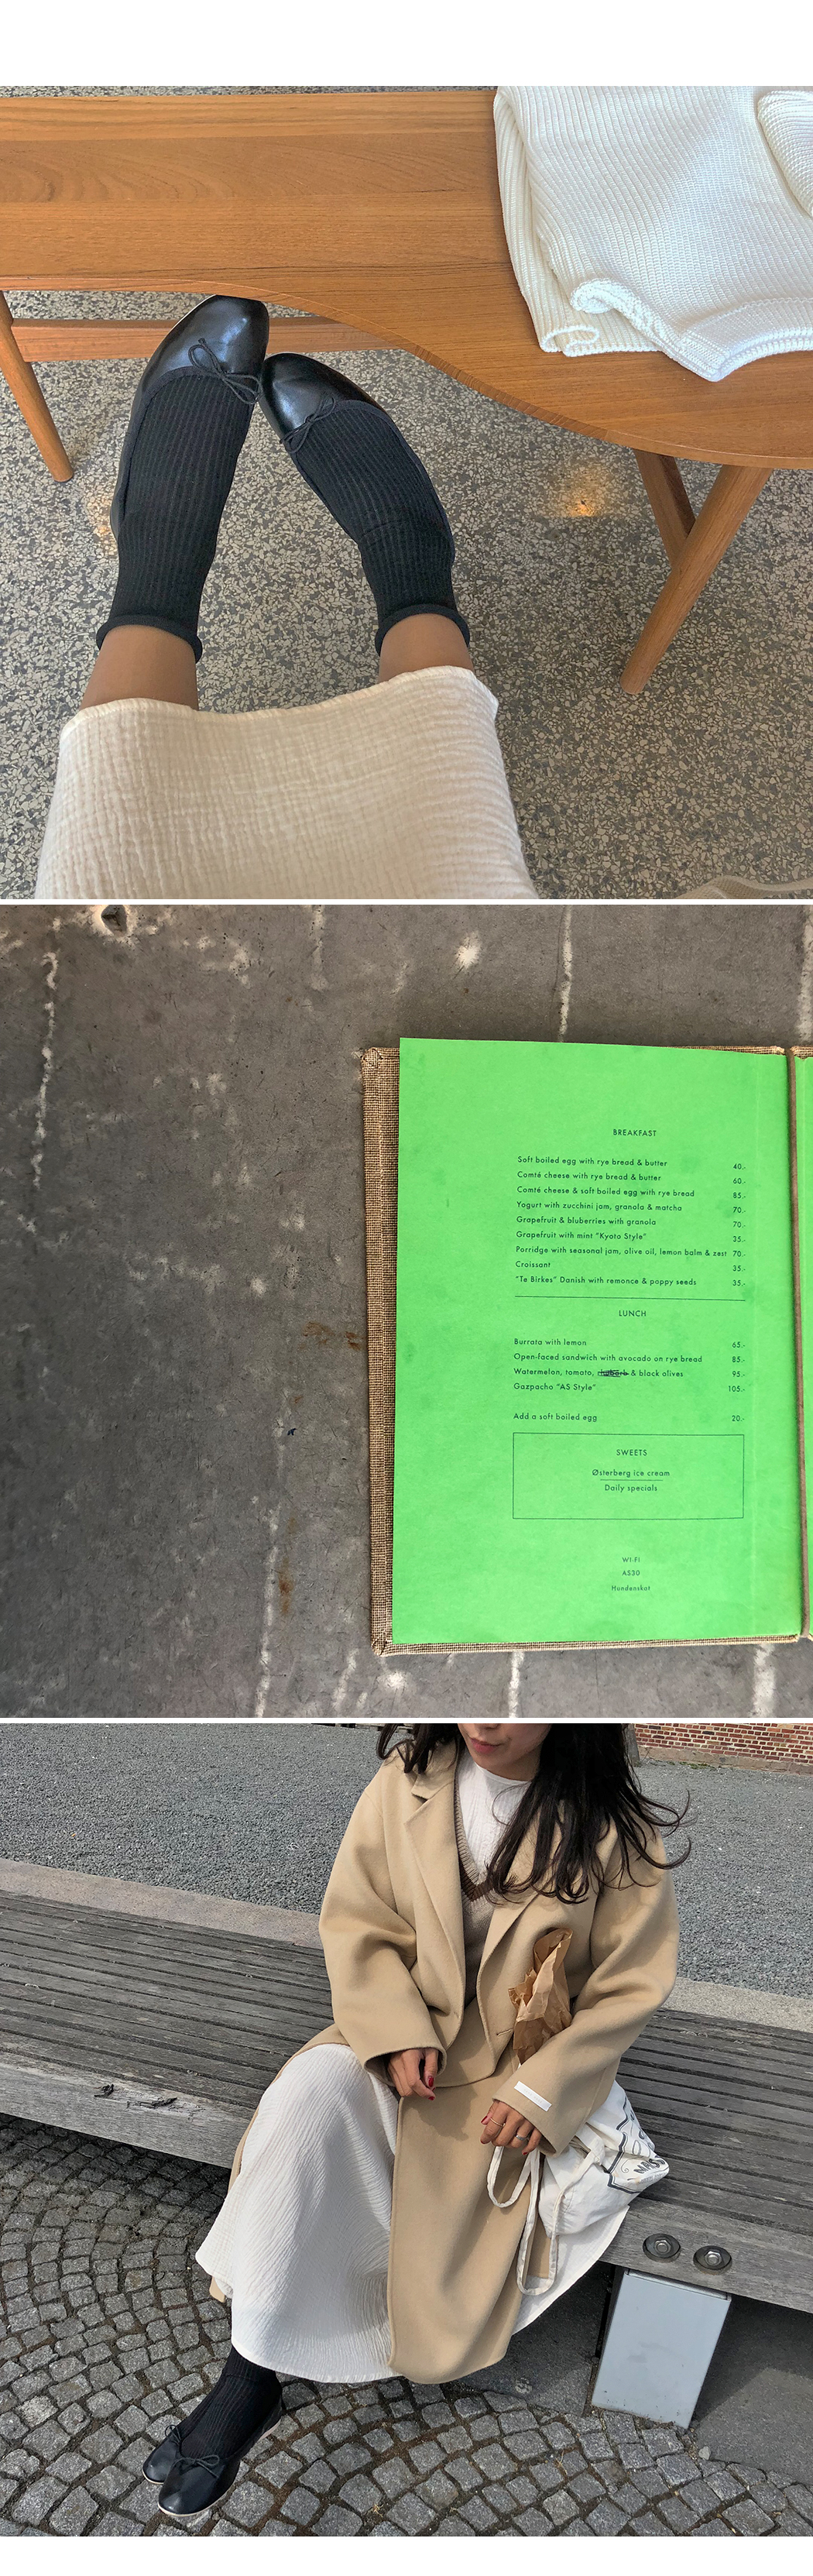 BREAKFAST
Soft boiled egg with rye bread & butter 40.-
Comté cheese with rye bread & butter 60.-
Comté cheese & soft boiled egg with rye bread 85.-
Yogurt with zucchini jam, granola & matcha 70.-
Grapefruit & bluberries with granola 70.-
Grapefruit with mint "Kyoto Style" 35.-
Porridge with seasonal jam, olive oil, lemon balm & zest 70.-
Croissant 35.-
"Te Birkes" Danish with remonce & poppy seeds 35.-
LUNCH
Burrata with lemon 65.-
Open-faced sandwich with avocado on rye bread 85.-
Watermelon, tomato, & black olives 95.-
Gazpacho "AS Style" 105.-
Add a soft boiled egg 20.-
SWEETS
Østerberg ice cream
Daily specials
WI-FI
AS30
Hundenskot